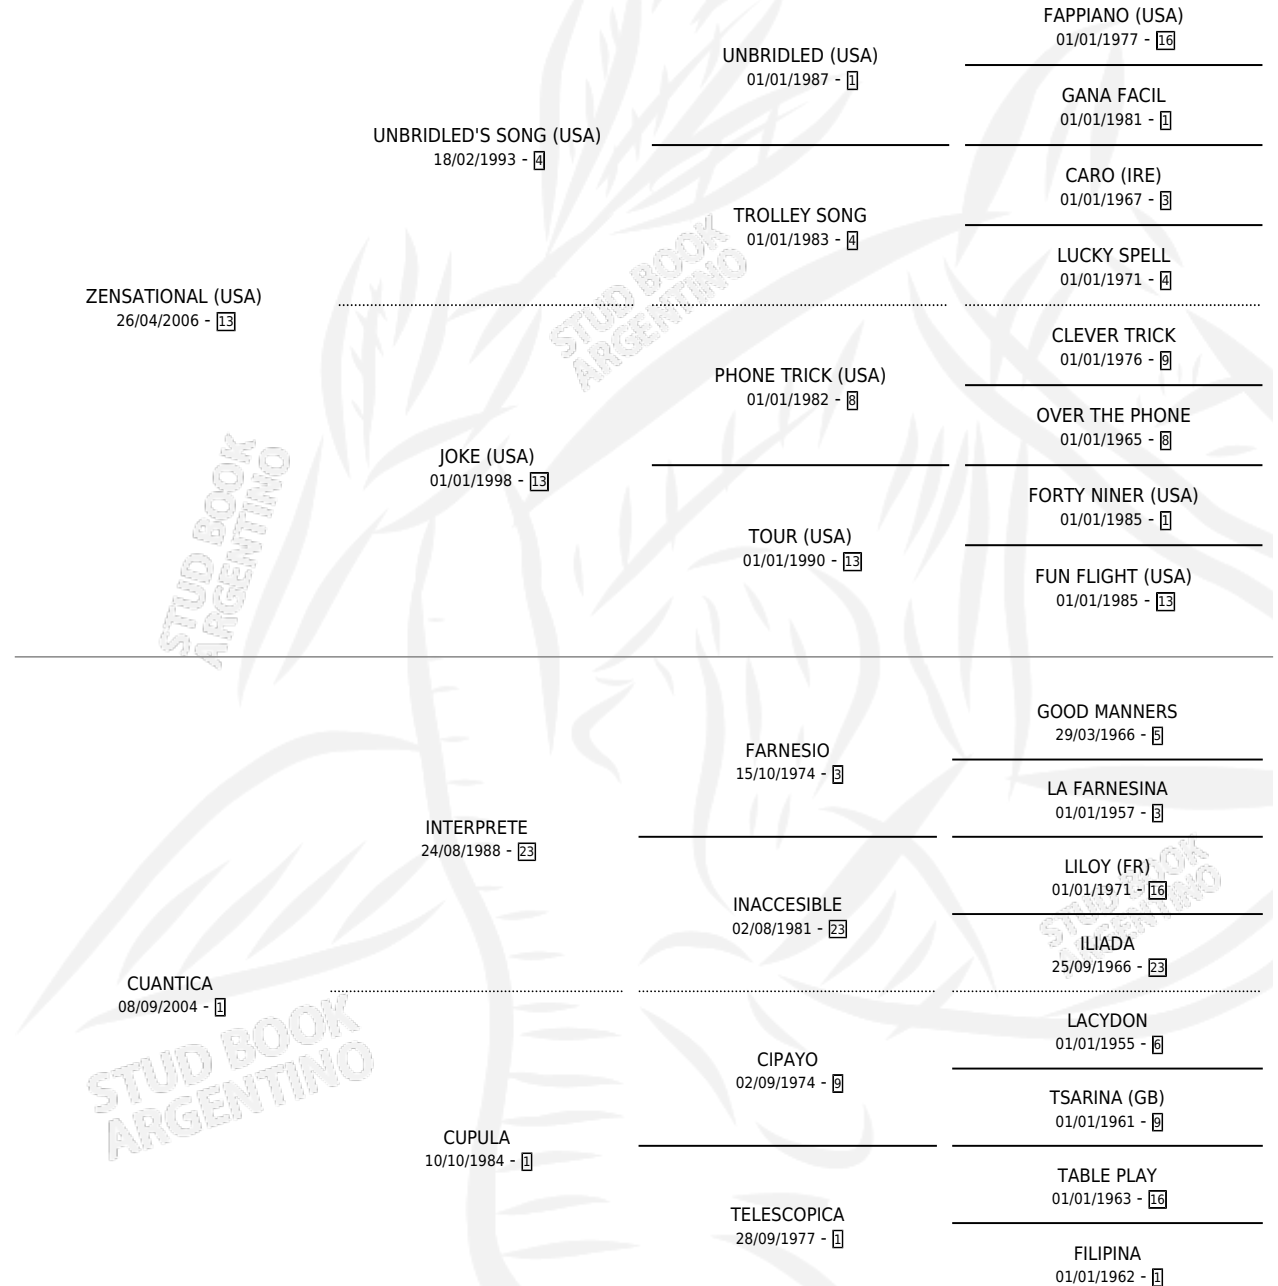 FAPPIANO (USA)
01/01/1977 - 16
UNBRIDLED (USA)
01/01/1987 - 1
GANA FACIL
01/01/1981 - 1
UNBRIDLED'S SONG (USA)
18/02/1993 - 4
CARO (IRE)
01/01/1967 - 3
TROLLEY SONG
01/01/1983 - 4
LUCKY SPELL
01/01/1971 - 4
ZENSATIONAL (USA)
26/04/2006 - 13
STUD BOOK
ARGENTINO
CLEVER TRICK
01/01/1976 - 9
PHONE TRICK (USA)
01/01/1982 - 8
OVER THE PHONE
01/01/1965 - 8
JOKE (USA)
01/01/1998 - 13
FORTY NINER (USA)
01/01/1985 - 1
TOUR (USA)
01/01/1990 - 13
FUN FLIGHT (USA)
01/01/1985 - 13
STUD BOOK
ARGENTINO
GOOD MANNERS
29/03/1966 - 5
FARNESIO
15/10/1974 - 3
LA FARNESINA
01/01/1957 - 3
INTERPRETE
24/08/1988 - 23
LILOY (FR)
01/01/1971 - 16
INACCESIBLE
02/08/1981 - 23
ILIADA
25/09/1966 - 23
STUD BOOK
ARGENTINO
CUANTICA
08/09/2004 - 1
LACYDON
01/01/1955 - 6
CIPAYO
02/09/1974 - 9
TSARINA (GB)
01/01/1961 - 9
STUD BOOK
ARGENTINO
CUPULA
10/10/1984 - 1
TABLE PLAY
01/01/1963 - 16
TELESCOPICA
28/09/1977 - 1
FILIPINA
01/01/1962 - 1